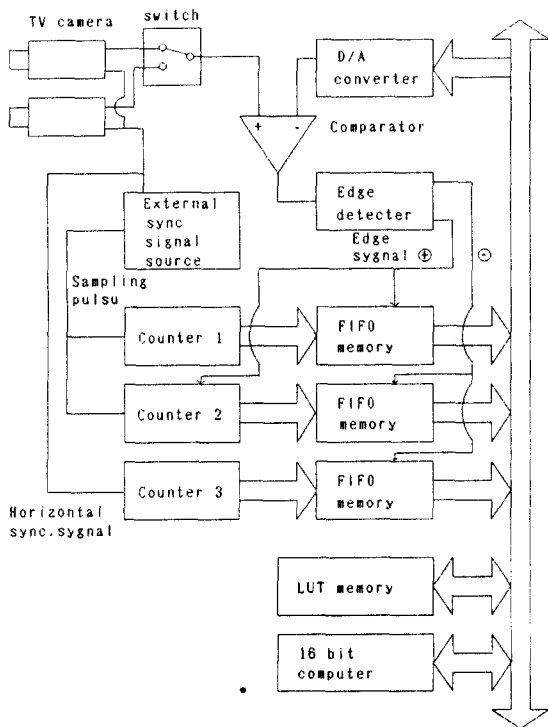 TV camera
switch
D/A
converter
+ -
Comparator
Edge
detecter
External
sync
signal
source
Edge
sygnal ⊕ ⊖
Sampling
pulsu
Counter 1
FIFO
memory
Counter 2
FIFO
memory
Counter 3
FIFO
memory
Horizontal
sync.sygnal
LUT memory
16 bit
computer